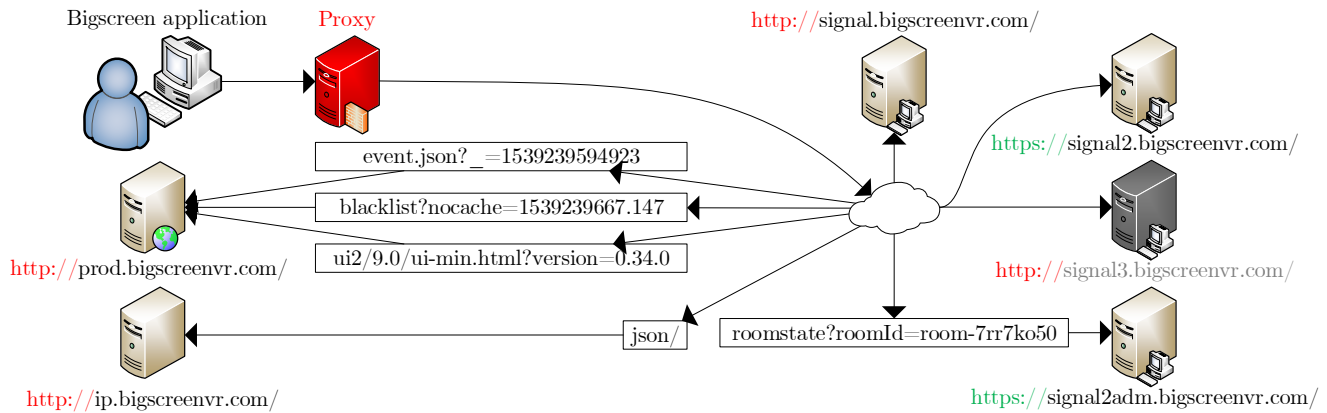 Bigscreen application
Proxy
http://signal.bigscreenvr.com/
https://signal2.bigscreenvr.com/
event.json?_=1539239594923
blacklist?nocache=1539239667.147
ui2/9.0/ui-min.html?version=0.34.0
http://prod.bigscreenvr.com/
http://signal3.bigscreenvr.com/
json/
roomstate?roomId=room-7rr7ko50
http://ip.bigscreenvr.com/
https://signal2adm.bigscreenvr.com/